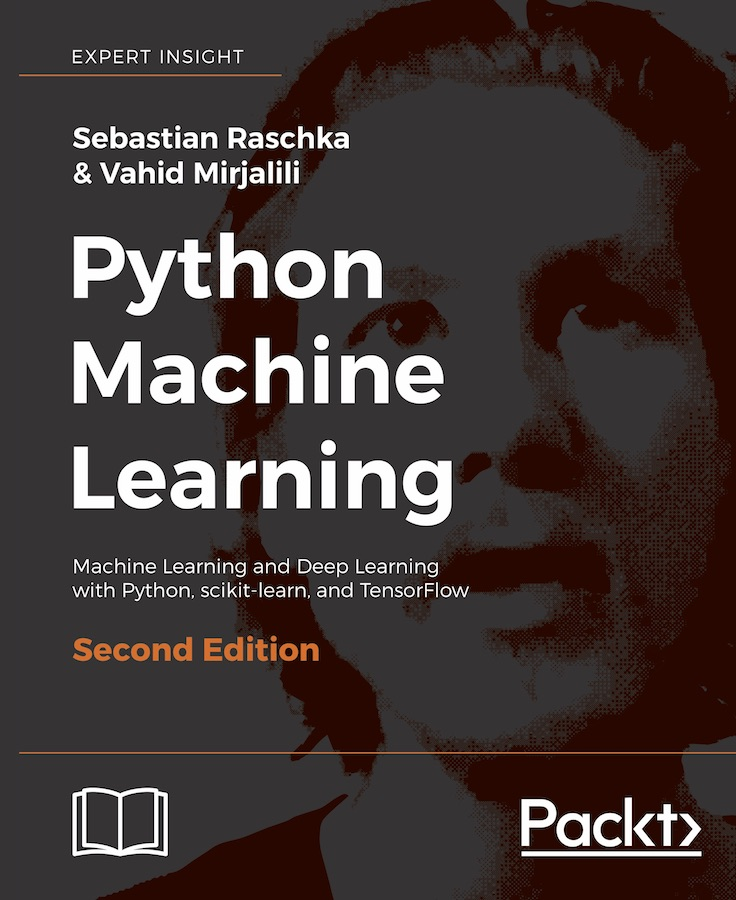 EXPERT INSIGHT
Sebastian Raschka
& Vahid Mirjalili
Python
Machine
Learning
Machine Learning and Deep Learning
with Python, scikit-learn, and TensorFlow
Second Edition
Packt>